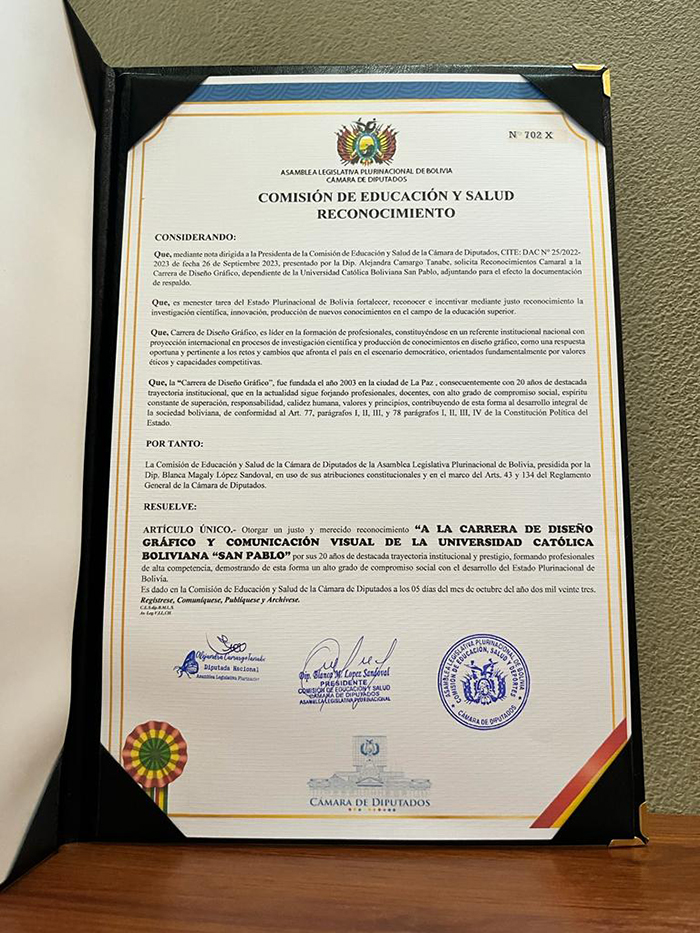 Nº 702 X
ASAMBLEA LEGISLATIVA PLURINACIONAL DE BOLIVIA
CÁMARA DE DIPUTADOS
COMISIÓN DE EDUCACIÓN Y SALUD
RECONOCIMIENTO
CONSIDERANDO:
Que, mediante nota dirigida a la Presidenta de la Comisión de Educación y Salud de la Cámara de Diputados, CITE: DAC Nº 25/2022-
2023 de fecha 26 de Septiembre 2023, presentado por la Dip. Alejandra Camargo Tanabe, solicita Reconocimientos Camaral a la
Carrera de Diseño Gráfico, dependiente de la Universidad Católica Boliviana San Pablo, adjuntando para el efecto la documentación
de respaldo.
Que, es menester tarea del Estado Plurinacional de Bolivia fortalecer, reconocer e incentivar mediante justo reconocimiento la
investigación científica, innovación, producción de nuevos conocimientos en el campo de la educación superior.
Que, Carrera de Diseño Gráfico, es líder en la formación de profesionales, constituyéndose en un referente institucional nacional con
proyección internacional en procesos de investigación científica y producción de conocimientos en diseño gráfico, como una respuesta
oportuna y pertinente a los retos y cambios que afronta el país en el escenario democrático, orientados fundamentalmente por valores
éticos y capacidades competitivas.
Que, la "Carrera de Diseño Gráfico", fue fundada el año 2003 en la ciudad de La Paz , consecuentemente con 20 años de destacada
trayectoria institucional, que en la actualidad sigue forjando profesionales, docentes, con alto grado de compromiso social, espíritu
constante de superación, responsabilidad, calidez humana, valores y principios, contribuyendo de esta forma al desarrollo integral de
la sociedad boliviana, de conformidad al Art. 77, parágrafos I, II, III, y 78 parágrafos I, II, III, IV de la Constitución Política del
Estado.
POR TANTO:
La Comisión de Educación y Salud de la Cámara de Diputados de la Asamblea Legislativa Plurinacional de Bolivia, presidida por la
Dip. Blanca Magaly López Sandoval, en uso de sus atribuciones constitucionales y en el marco del Arts. 43 y 134 del Reglamento
General de la Cámara de Diputados.
RESUELVE:
ARTÍCULO ÚNICO.- Otorgar un justo y merecido reconocimiento "A LA CARRERA DE DISEÑO
GRÁFICO Y COMUNICACIÓN VISUAL DE LA UNIVERSIDAD CATÓLICA
BOLIVIANA "SAN PABLO" por sus 20 años de destacada trayectoria institucional y prestigio, formando profesionales
de alta competencia, demostrando de esta forma un alto grado de compromiso social con el desarrollo del Estado Plurinacional de
Bolivia.
Es dado en la Comisión de Educación y Salud de la Cámara de Diputados a los 05 días del mes de octubre del año dos mil veinte tres.
Regístrese, Comuníquese, Publíquese y Archívese.
Alejandra Camargo Tanabe
Diputada Nacional
Asamblea Legislativa Plurinacional
Dip. Blanca M. Lopez Sandoval
PRESIDENTE
COMISIÓN DE EDUCACIÓN Y SALUD
CÁMARA DE DIPUTADOS
ASAMBLEA LEGISLATIVA PLURINACIONAL
ASAMBLEA LEGISLATIVA PLURINACIONAL DE BOLIVIA
COMISIÓN DE EDUCACIÓN, SALUD Y DEPORTES
CÁMARA DE DIPUTADOS
CÁMARA DE DIPUTADOS